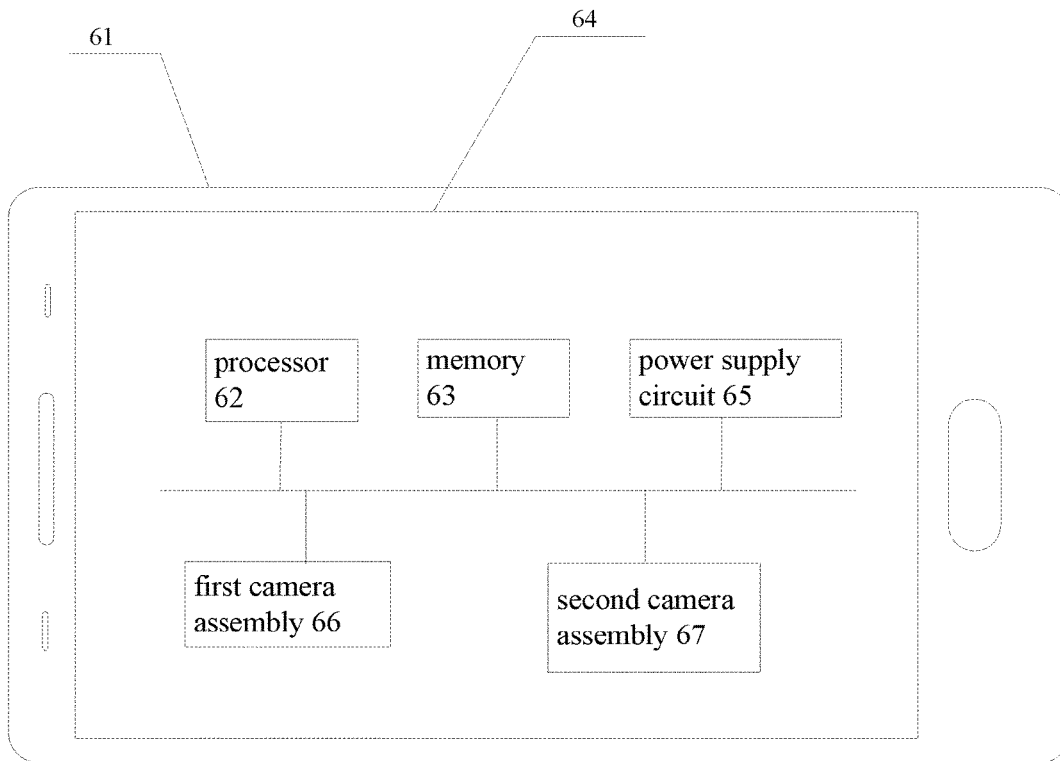 61
64
processor
62
memory
63
power supply
circuit 65
first camera
assembly 66
second camera
assembly 67